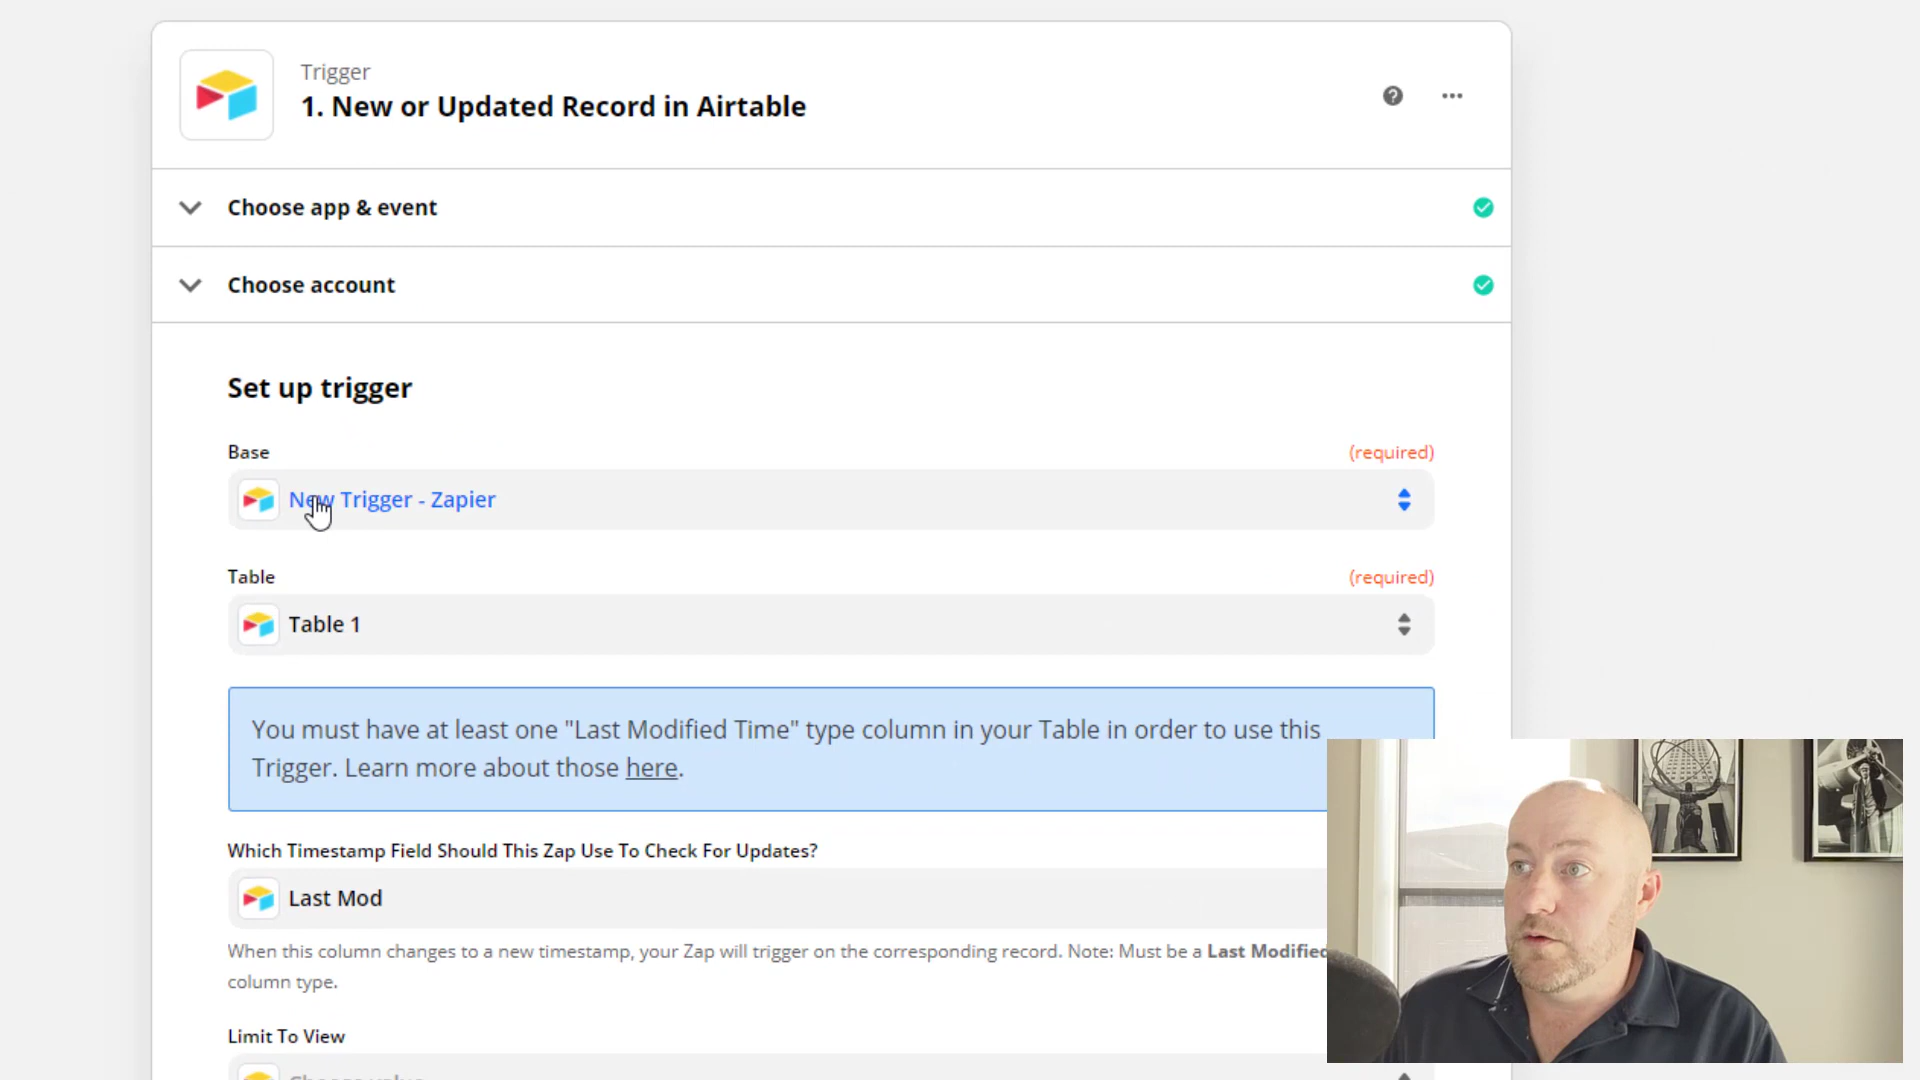 Trigger
1. New or Updated Record in Airtable
Choose app & event
Choose account
Set up trigger
Base
(required)
New Trigger - Zapier
Table
(required)
Table 1
You must have at least one "Last Modified Time" type column in your Table in order to use this
Trigger. Learn more about those here.
Which Timestamp Field Should This Zap Use To Check For Updates?
Last Mod
When this column changes to a new timestamp, your Zap will trigger on the corresponding record. Note: Must be a Last Modified
column type.
Limit To View
Choose value